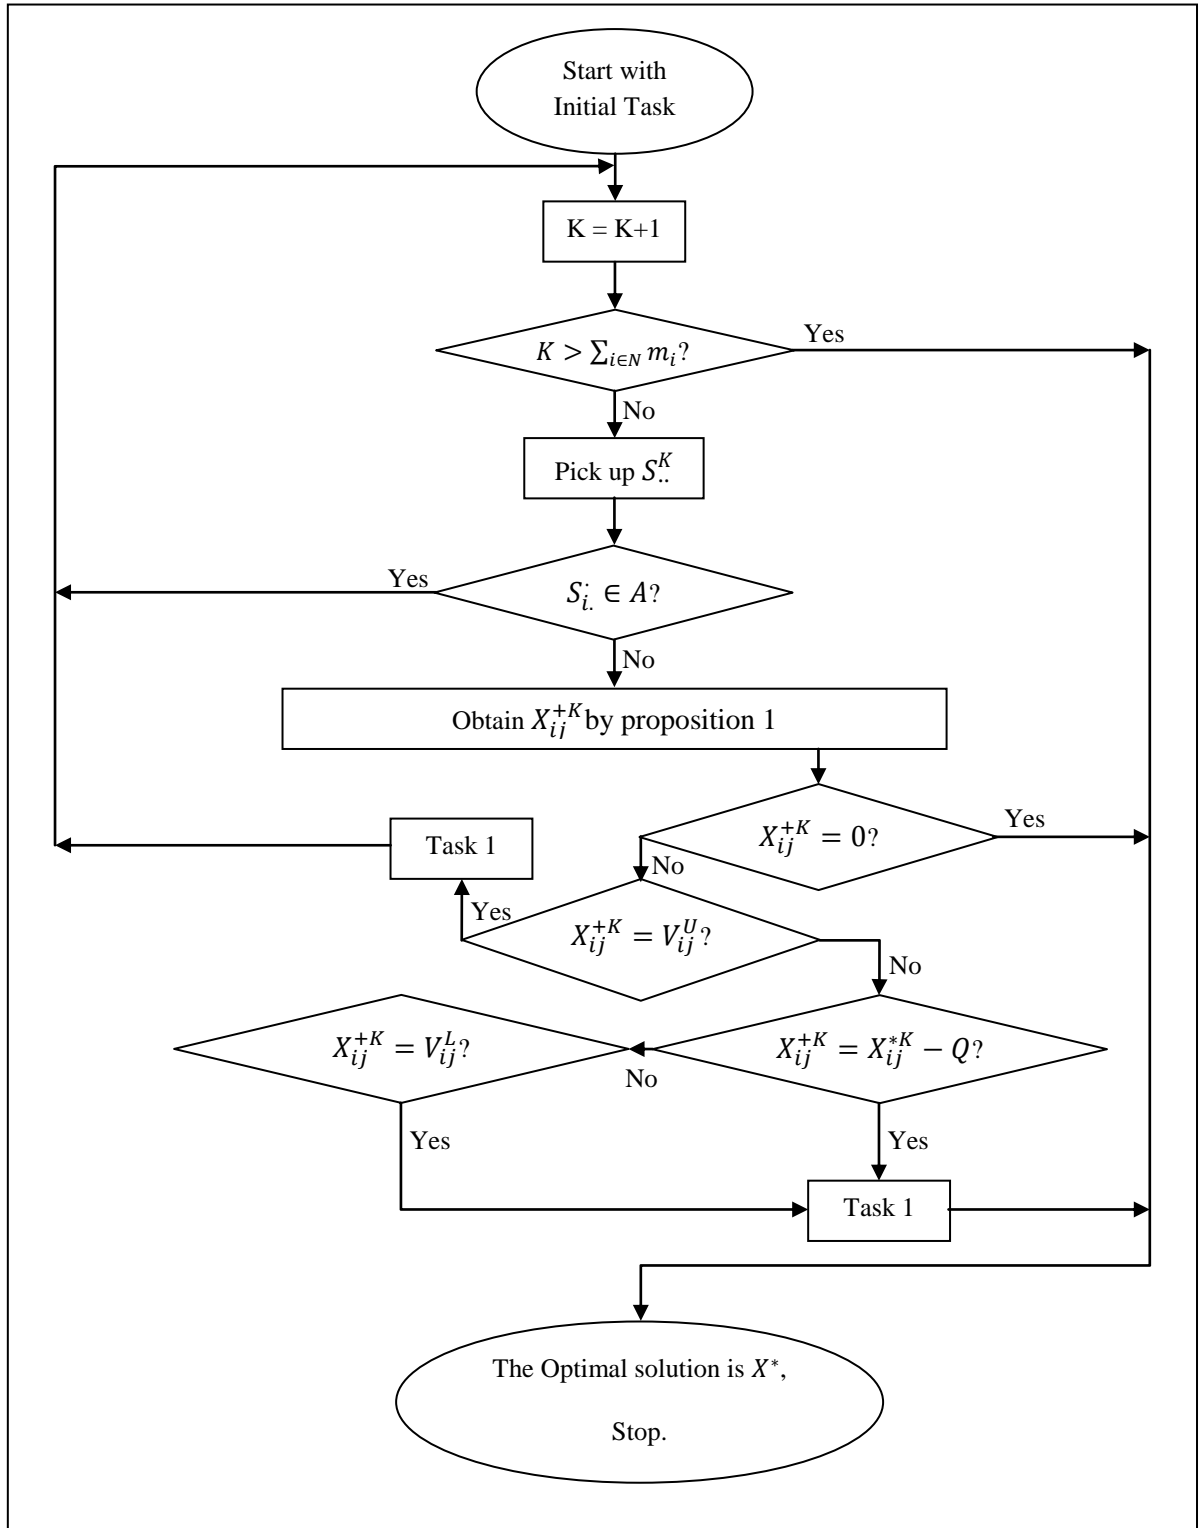 Start with
Initial Task
K = K+1
K > ∑_{i∈N} m_i?
Yes
No
Pick up S_{..}^{K}
S_{i.}^{.} ∈ A?
Yes
No
Obtain X_{ij}^{+K} by proposition 1
X_{ij}^{+K} = 0?
Yes
Task 1
No
Yes
X_{ij}^{+K} = V_{ij}^{U}?
No
X_{ij}^{+K} = V_{ij}^{L}?
X_{ij}^{+K} = X_{ij}^{*K} − Q?
No
Yes
Yes
Task 1
The Optimal solution is X*,
Stop.